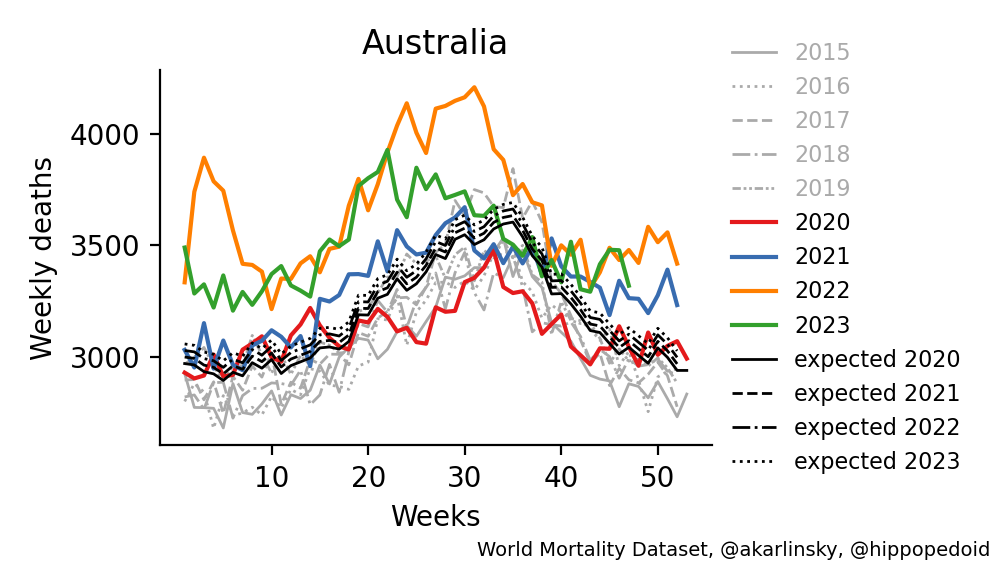 Australia
Weekly deaths
4000
3500
3000
10 20 30 40 50
Weeks
2015
2016
2017
2018
2019
2020
2021
2022
2023
expected 2020
expected 2021
expected 2022
expected 2023
World Mortality Dataset, @akarlinsky, @hippopedoid